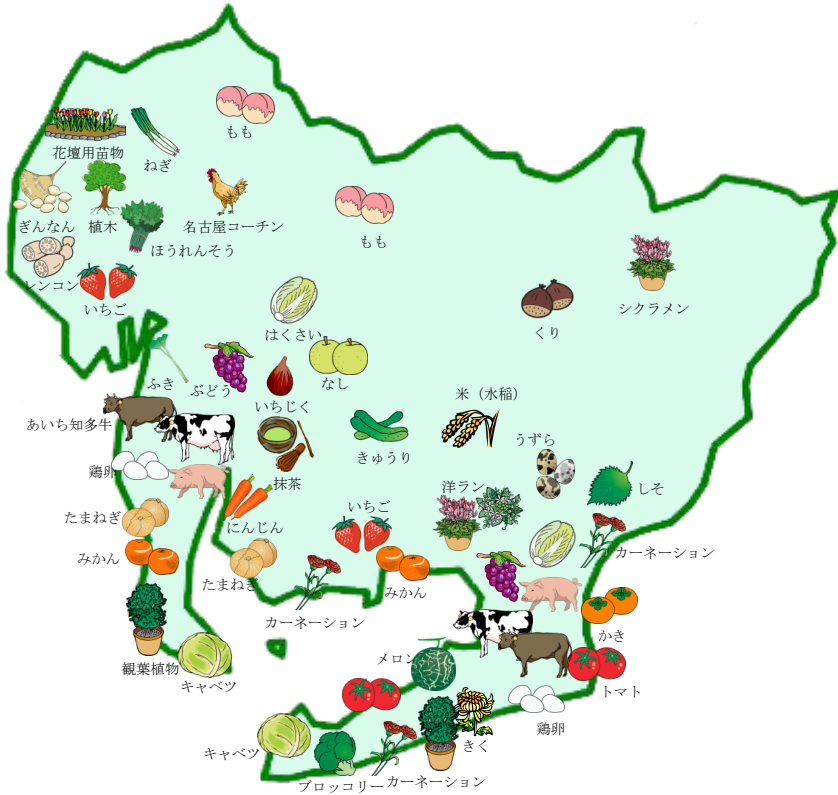 もも
花壇用苗物
ねぎ
ぎんなん
植木
名古屋コーチン
もも
ほうれんそう
レンコン
いちご
シクラメン
くり
はくさい
ふき
ぶどう
なし
いちじく
米（水稲）
あいち知多牛
きゅうり
うずら
鶏卵
抹茶
洋ラン
しそ
たまねぎ
にんじん
いちご
カーネーション
みかん
たまねぎ
みかん
カーネーション
かき
観葉植物
キャベツ
メロン
トマト
鶏卵
きく
キャベツ
ブロッコリー
カーネーション